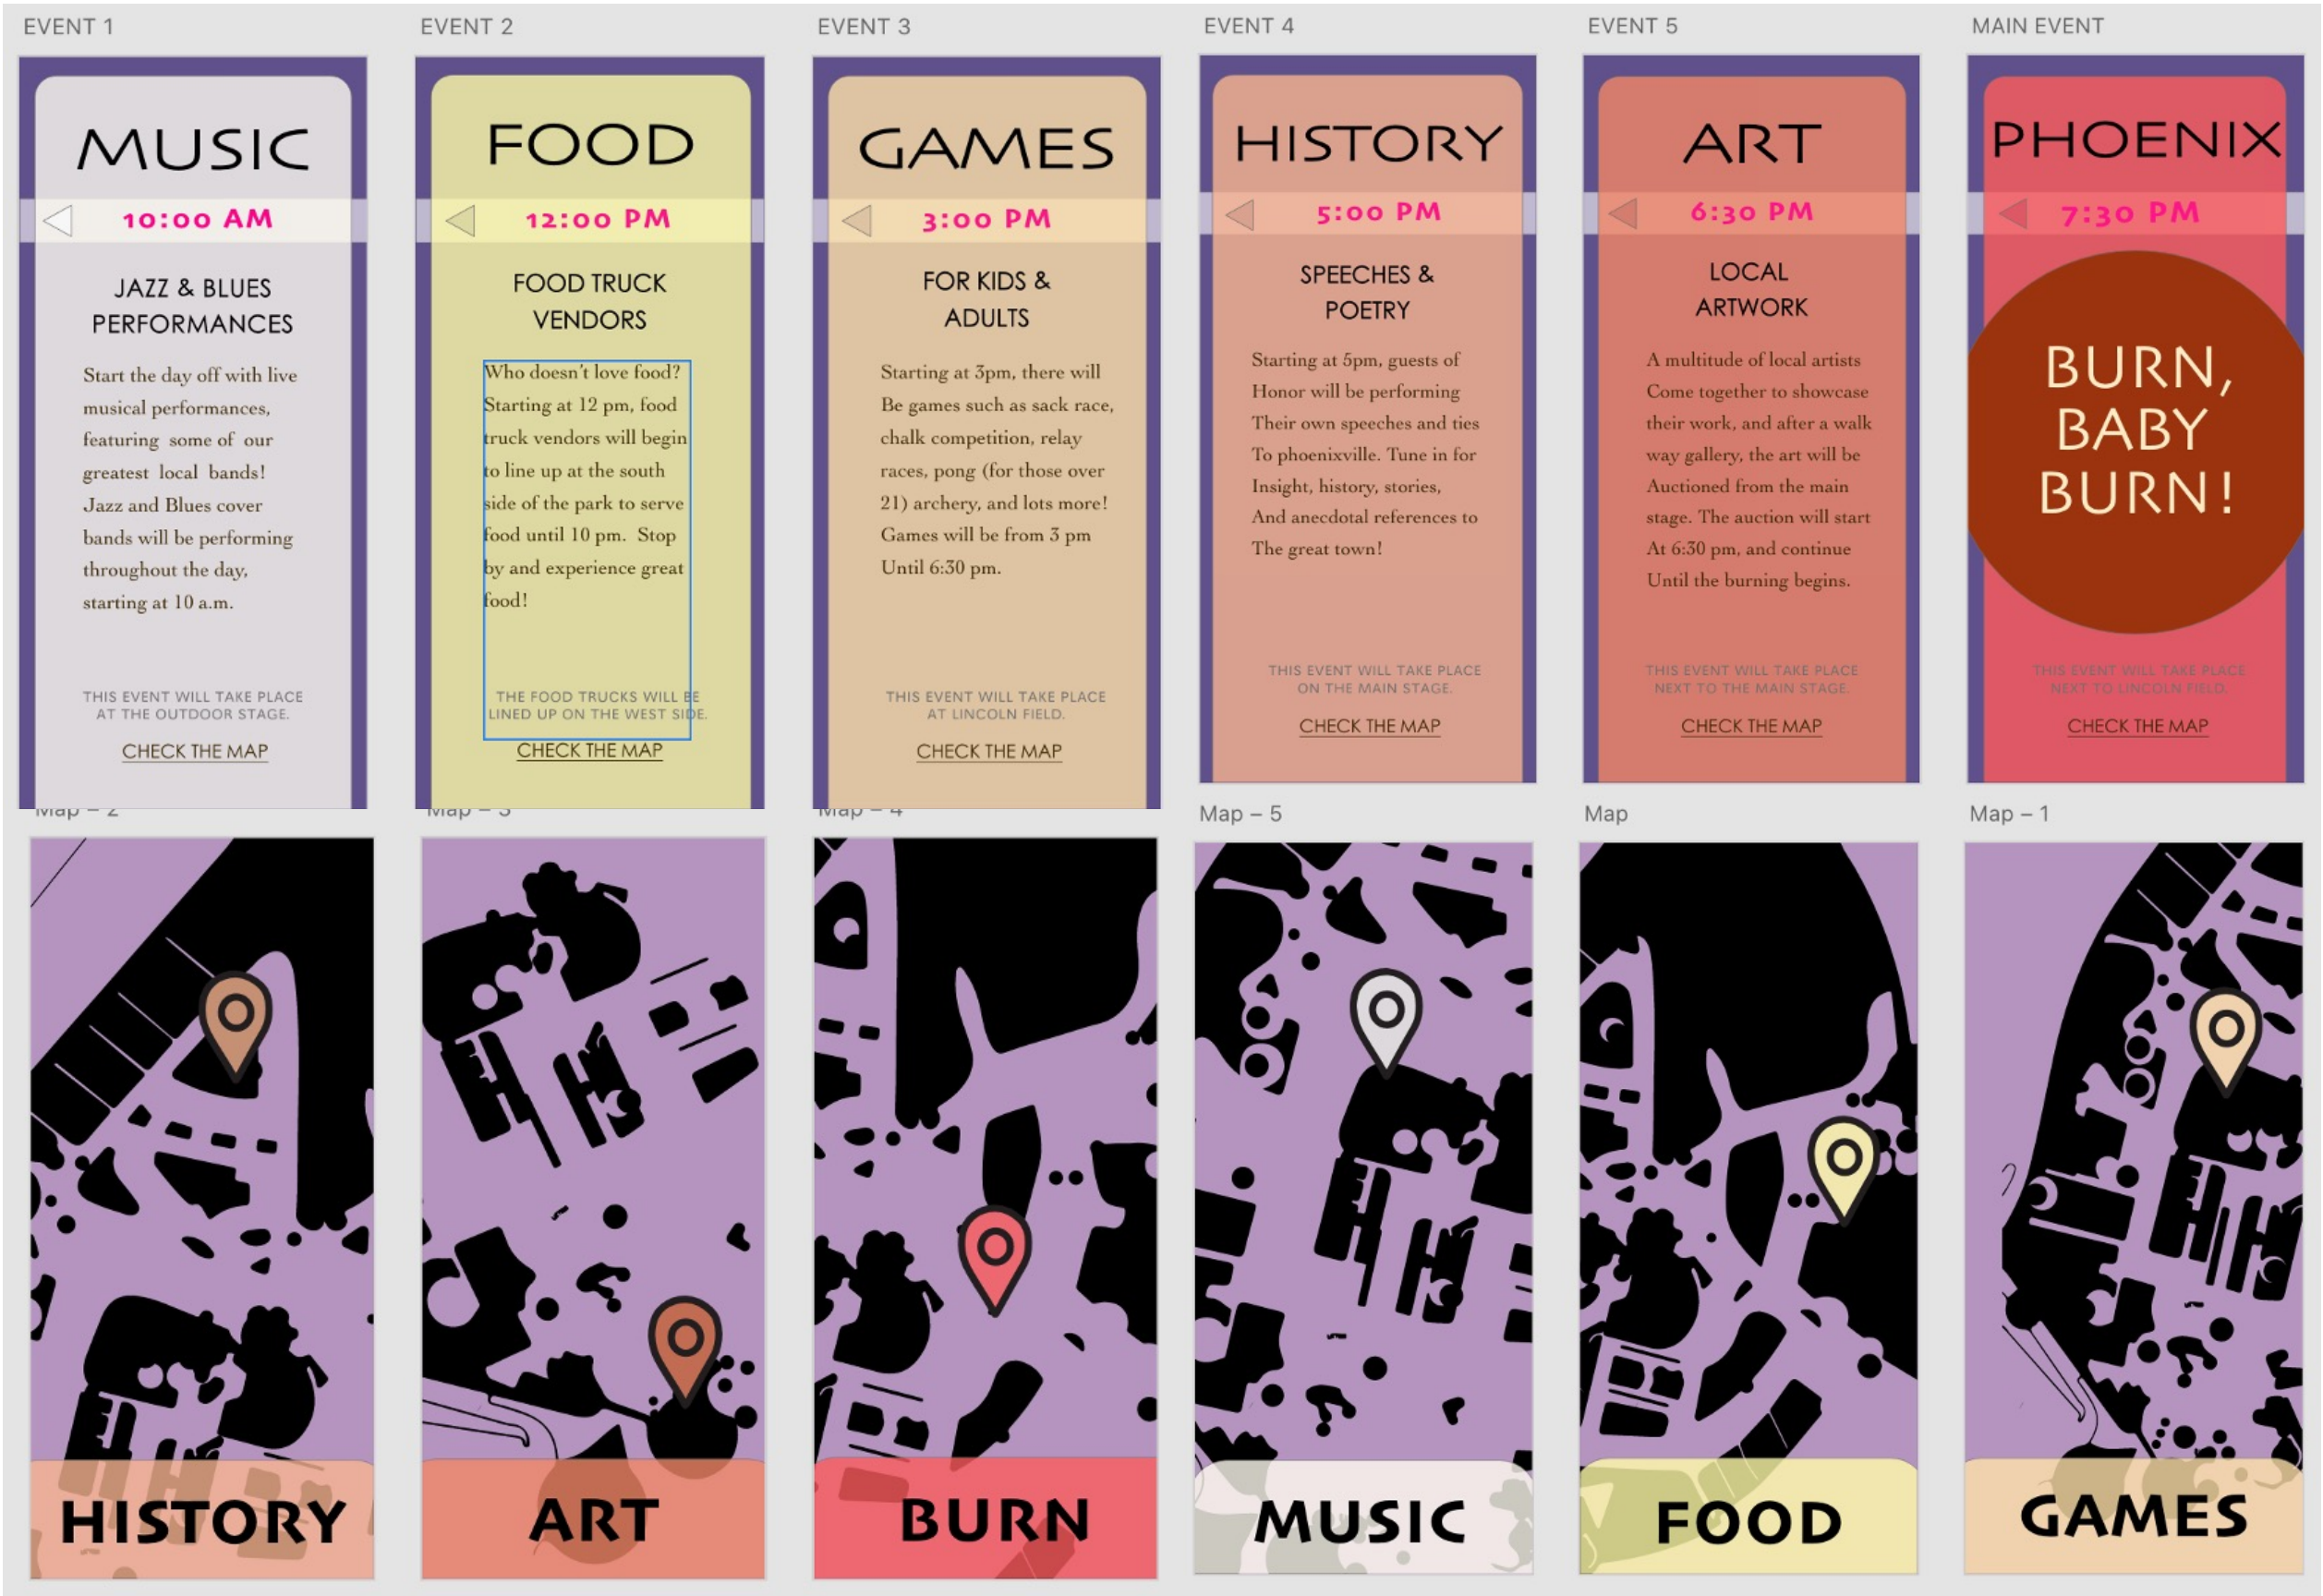 EVENT 1
MUSIC
10:00 AM
JAZZ & BLUES
PERFORMANCES
Start the day off with live
musical performances,
featuring some of our
greatest local bands!
Jazz and Blues cover
bands will be performing
throughout the day,
starting at 10 a.m.
THIS EVENT WILL TAKE PLACE
AT THE OUTDOOR STAGE.
CHECK THE MAP
EVENT 2
FOOD
12:00 PM
FOOD TRUCK
VENDORS
Who doesn't love food?
Starting at 12 pm, food
truck vendors will begin
to line up at the south
side of the park to serve
food until 10 pm. Stop
by and experience great
food!
THE FOOD TRUCKS WILL BE
LINED UP ON THE WEST SIDE.
CHECK THE MAP
EVENT 3
GAMES
3:00 PM
FOR KIDS &
ADULTS
Starting at 3pm, there will
Be games such as sack race,
chalk competition, relay
races, pong (for those over
21) archery, and lots more!
Games will be from 3 pm
Until 6:30 pm.
THIS EVENT WILL TAKE PLACE
AT LINCOLN FIELD.
CHECK THE MAP
EVENT 4
HISTORY
5:00 PM
SPEECHES &
POETRY
Starting at 5pm, guests of
Honor will be performing
Their own speeches and ties
To phoenixville. Tune in for
Insight, history, stories,
And anecdotal references to
The great town!
THIS EVENT WILL TAKE PLACE
ON THE MAIN STAGE.
CHECK THE MAP
EVENT 5
ART
6:30 PM
LOCAL
ARTWORK
A multitude of local artists
Come together to showcase
their work, and after a walk
way gallery, the art will be
Auctioned from the main
stage. The auction will start
At 6:30 pm, and continue
Until the burning begins.
THIS EVENT WILL TAKE PLACE
NEXT TO THE MAIN STAGE.
CHECK THE MAP
MAIN EVENT
PHOENIX
7:30 PM
BURN,
BABY
BURN!
THIS EVENT WILL TAKE PLACE
NEXT TO LINCOLN FIELD.
CHECK THE MAP
Map – 2
HISTORY
Map – 3
ART
Map – 4
BURN
Map – 5
MUSIC
Map
FOOD
Map – 1
GAMES